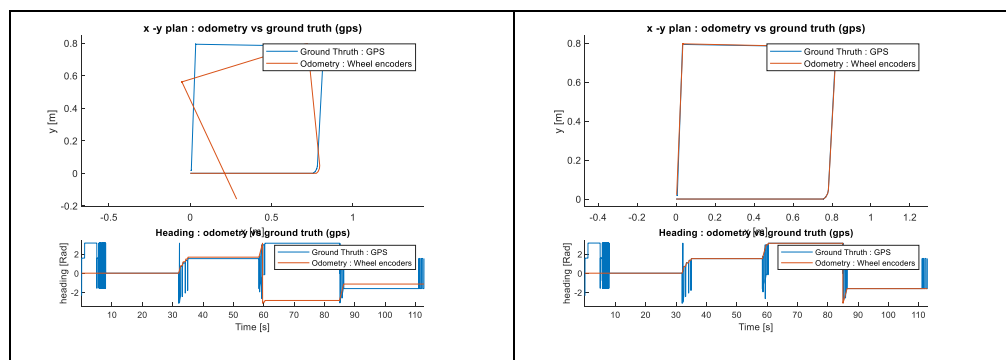 x -y plan : odometry vs ground truth (gps)
Ground Thruth : GPS
Odometry : Wheel encoders
y [m]
0.8
0.6
0.4
0.2
0
-0.2
-0.5
0
0.5
1
Heading : odometry vs ground truth (gps)
Ground Thruth : GPS
Odometry : Wheel encoders
heading [Rad]
2
0
-2
10
20
30
40
50
60
70
80
90
100
110
Time [s]
x -y plan : odometry vs ground truth (gps)
Ground Thruth : GPS
Odometry : Wheel encoders
y [m]
0.8
0.6
0.4
0.2
0
-0.4
-0.2
0
0.2
0.4
0.6
0.8
1
1.2
Heading : odometry vs ground truth (gps)
Ground Thruth : GPS
Odometry : Wheel encoders
heading [Rad]
2
0
-2
10
20
30
40
50
60
70
80
90
100
110
Time [s]